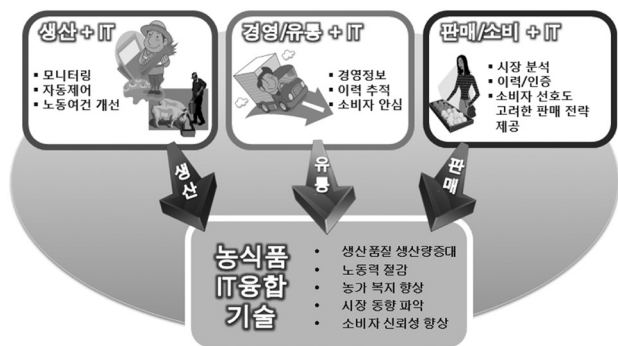 생산 + IT
▪ 모니터링
▪ 자동제어
▪ 노동여건 개선
경영/유통 + IT
▪ 경영정보
▪ 이력 추적
▪ 소비자 안심
판매/소비 + IT
▪ 시장 분석
▪ 이력/인증
▪ 소비자 선호도
고려한 판매 전략
제공
생산
유통
판매
농식품
IT융합
기술
• 생산품질 생산량증대
• 노동력 절감
• 농가 복지 향상
• 시장 동향 파악
• 소비자 신뢰성 향상